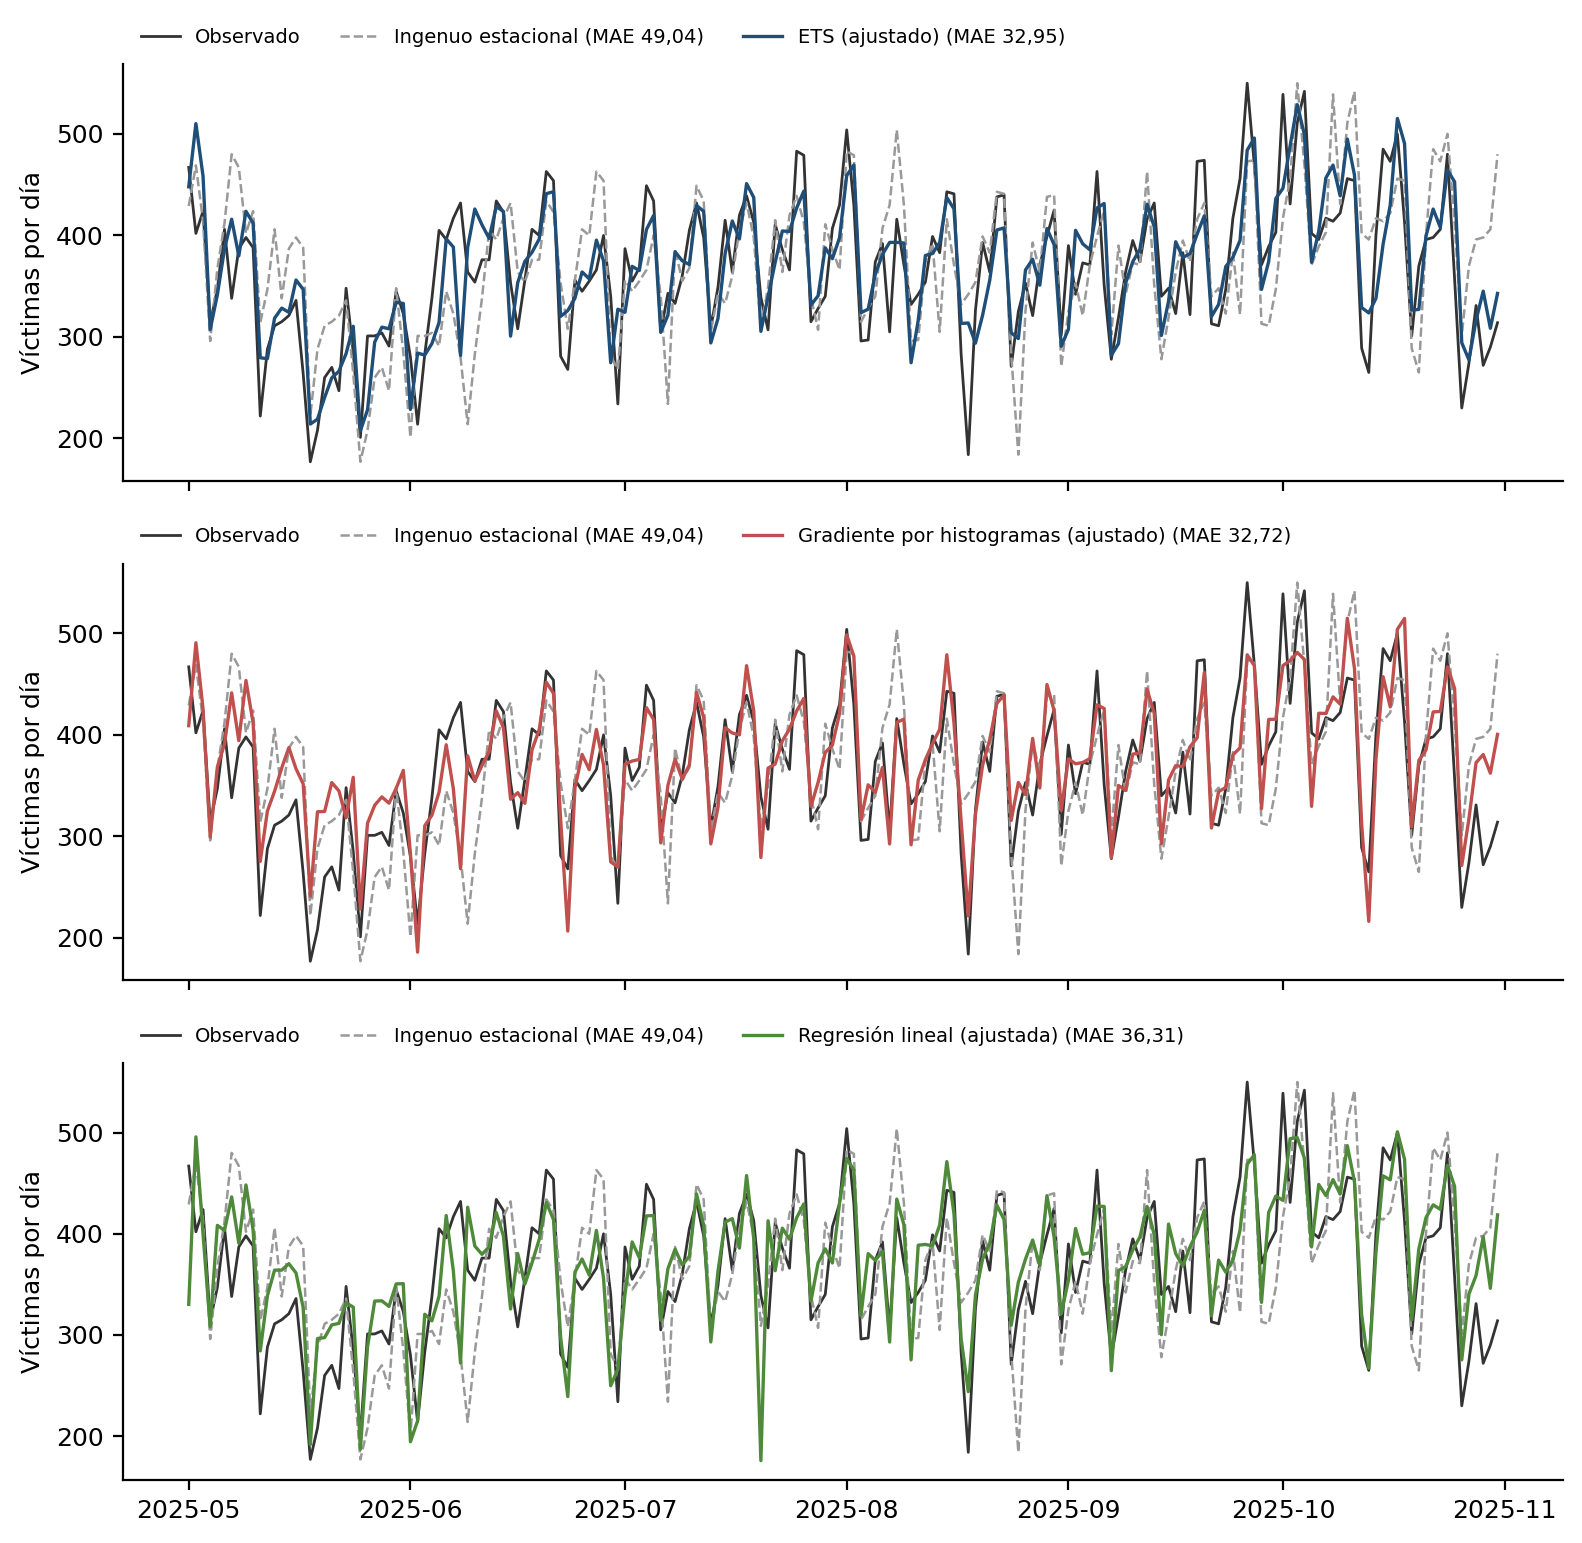 Observado Ingenuo estacional (MAE 49,04) ETS (ajustado) (MAE 32,95)
Víctimas por día
500
400
300
200
Observado Ingenuo estacional (MAE 49,04) Gradiente por histogramas (ajustado) (MAE 32,72)
Víctimas por día
500
400
300
200
Observado Ingenuo estacional (MAE 49,04) Regresión lineal (ajustada) (MAE 36,31)
Víctimas por día
500
400
300
200
2025-05 2025-06 2025-07 2025-08 2025-09 2025-10 2025-11